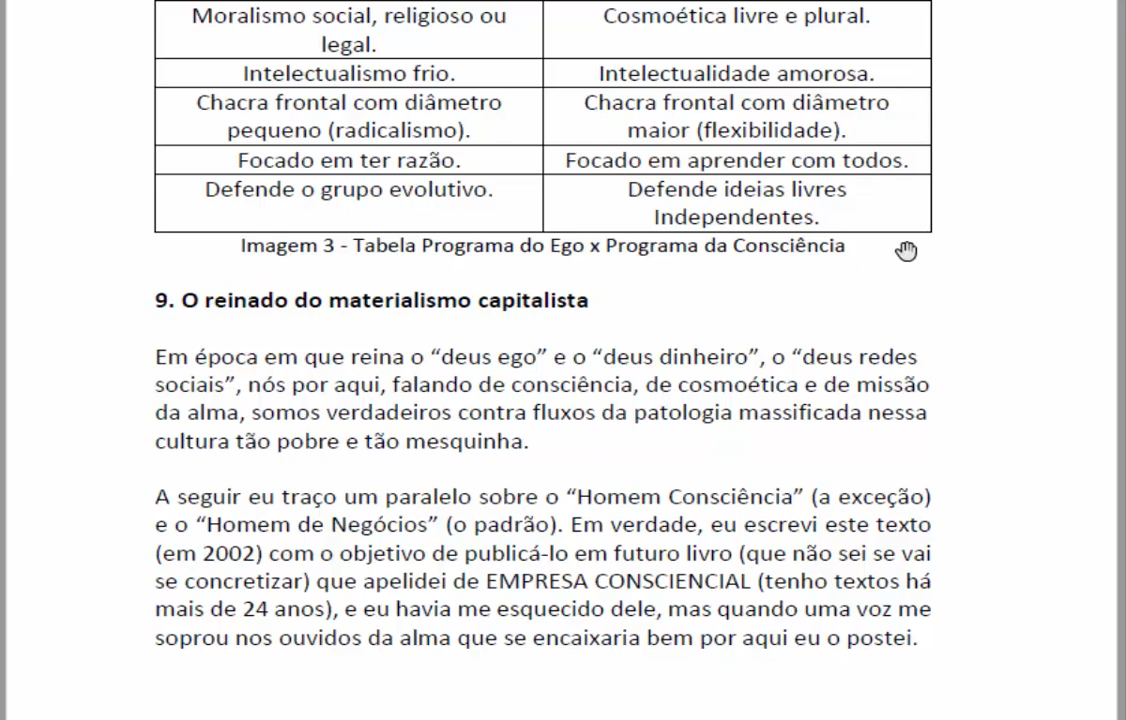 Moralismo social, religioso ou
legal.
Cosmoética livre e plural.
Intelectualismo frio.
Intelectualidade amorosa.
Chacra frontal com diâmetro
pequeno (radicalismo).
Chacra frontal com diâmetro
maior (flexibilidade).
Focado em ter razão.
Focado em aprender com todos.
Defende o grupo evolutivo.
Defende ideias livres
Independentes.
Imagem 3 - Tabela Programa do Ego x Programa da Consciência
9. O reinado do materialismo capitalista
Em época em que reina o “deus ego” e o “deus dinheiro”, o “deus redes
sociais”, nós por aqui, falando de consciência, de cosmoética e de missão
da alma, somos verdadeiros contra fluxos da patologia massificada nessa
cultura tão pobre e tão mesquinha.
A seguir eu traço um paralelo sobre o “Homem Consciência” (a exceção)
e o “Homem de Negócios” (o padrão). Em verdade, eu escrevi este texto
(em 2002) com o objetivo de publicá-lo em futuro livro (que não sei se vai
se concretizar) que apelidei de EMPRESA CONSCIENCIAL (tenho textos há
mais de 24 anos), e eu havia me esquecido dele, mas quando uma voz me
soprou nos ouvidos da alma que se encaixaria bem por aqui eu o postei.